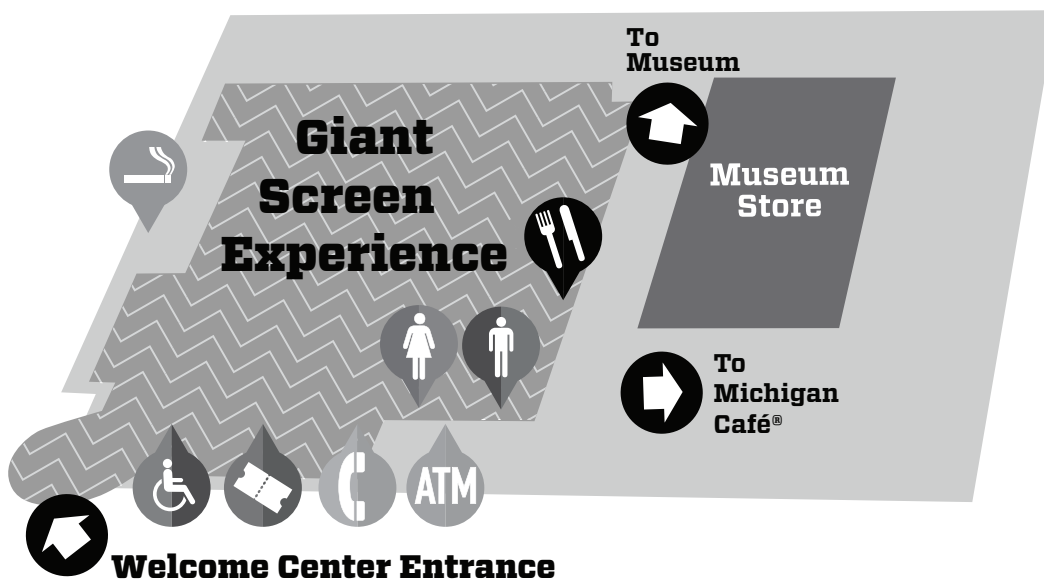 To
Museum
Giant
Screen
Experience
Museum
Store
To
Michigan
Café®
ATM
Welcome Center Entrance